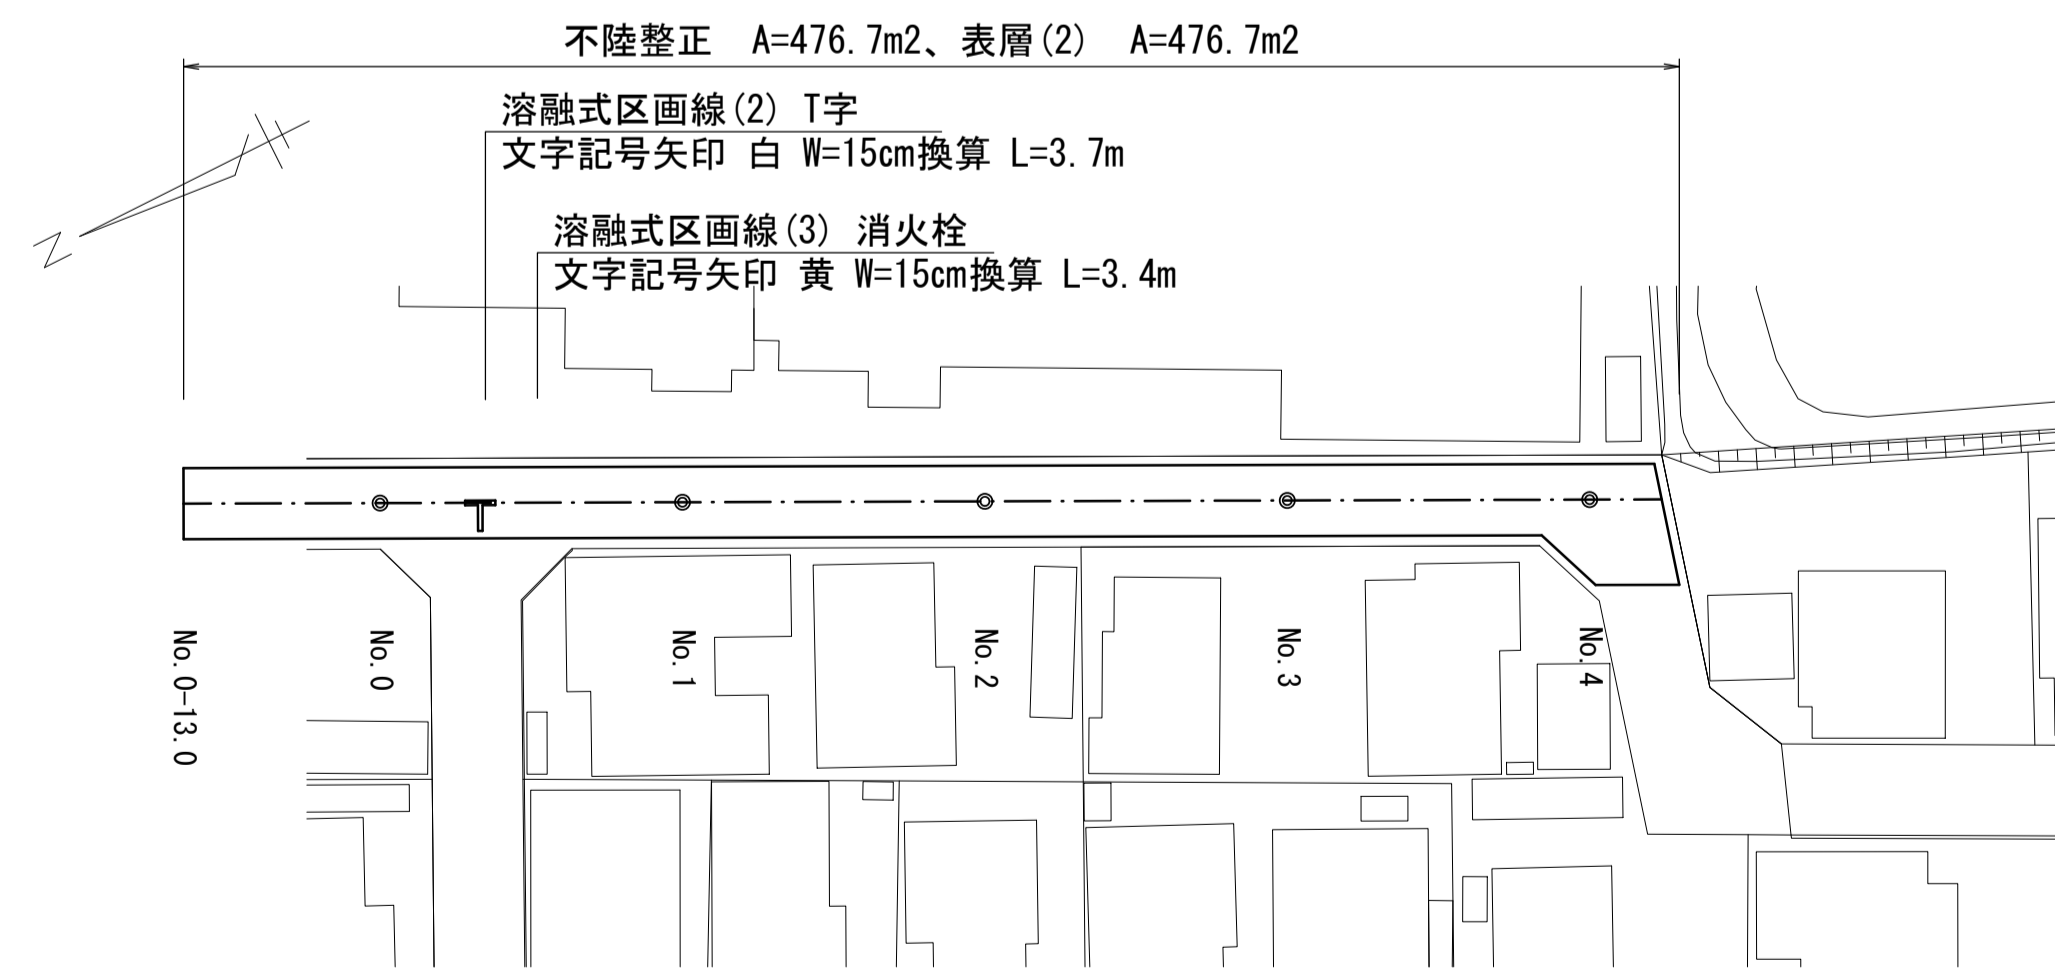 不陸整正　A=476.7m2、表層(2)　A=476.7m2
溶融式区画線(2) T字
文字記号矢印 白 W=15cm換算 L=3.7m
溶融式区画線(3) 消火栓
文字記号矢印 黄 W=15cm換算 L=3.4m
N
No.0-13.0
No.0
No.1
No.2
No.3
No.4